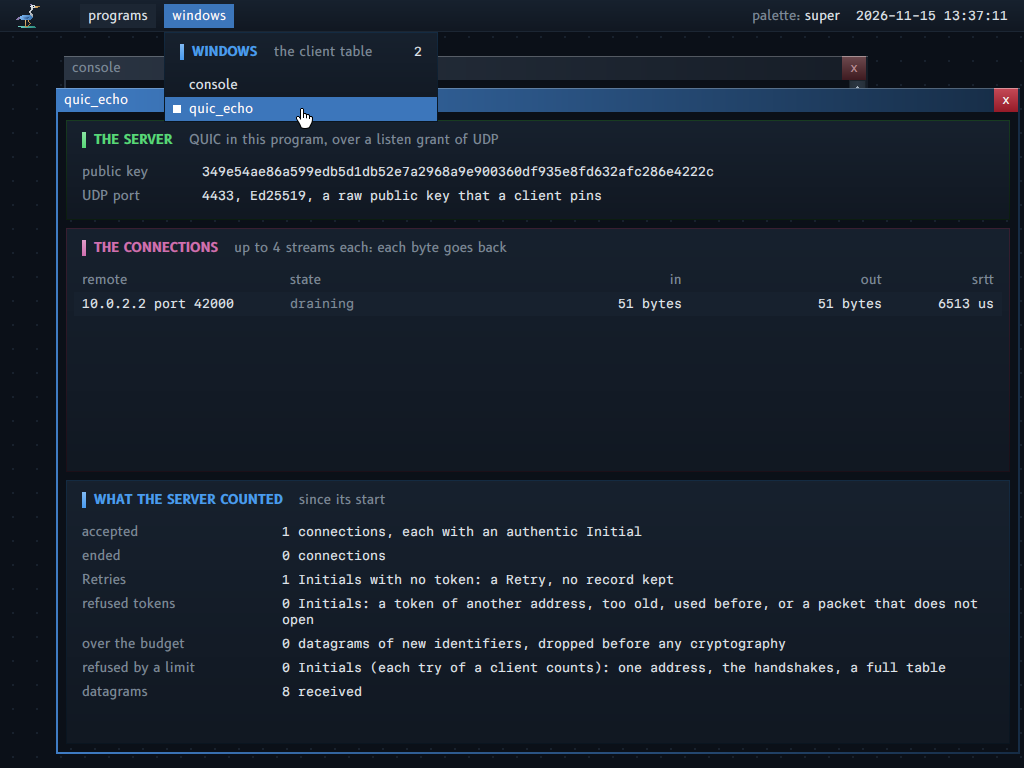 programs windows palette: super 2026-11-15 13:37:11
WINDOWS the client table 2
console x
console
quic_echo
quic_echo x
THE SERVER QUIC in this program, over a listen grant of UDP
public key 349e54ae86a599edb5d1db52e7a2968a9e900360df935e8fd632afc286e4222c
UDP port 4433, Ed25519, a raw public key that a client pins
THE CONNECTIONS up to 4 streams each: each byte goes back
remote state in out srtt
10.0.2.2 port 42000 draining 51 bytes 51 bytes 6513 us
WHAT THE SERVER COUNTED since its start
accepted 1 connections, each with an authentic Initial
ended 0 connections
Retries 1 Initials with no token: a Retry, no record kept
refused tokens 0 Initials: a token of another address, too old, used before, or a packet that does not
open
over the budget 0 datagrams of new identifiers, dropped before any cryptography
refused by a limit 0 Initials (each try of a client counts): one address, the handshakes, a full table
datagrams 8 received